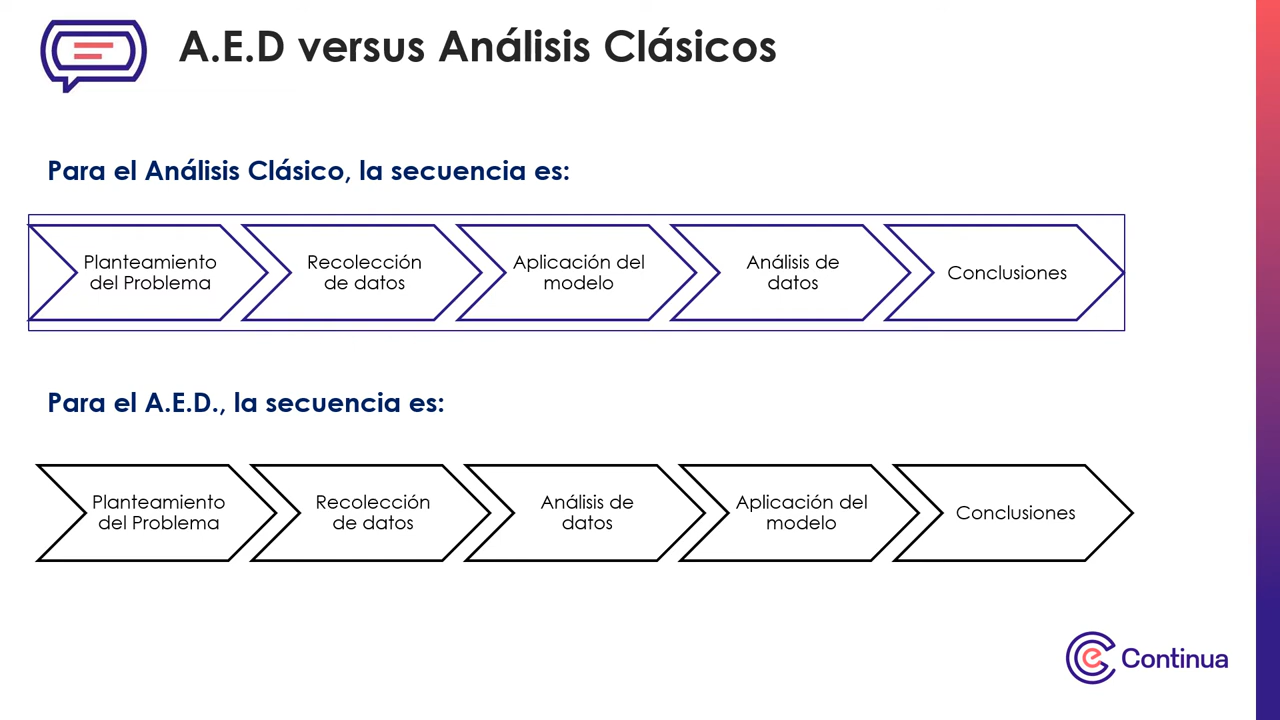 A.E.D versus Análisis Clásicos
Para el Análisis Clásico, la secuencia es:
Planteamiento
del Problema
Recolección
de datos
Aplicación del
modelo
Análisis de
datos
Conclusiones
Para el A.E.D., la secuencia es:
Planteamiento
del Problema
Recolección
de datos
Análisis de
datos
Aplicación del
modelo
Conclusiones
e Continua